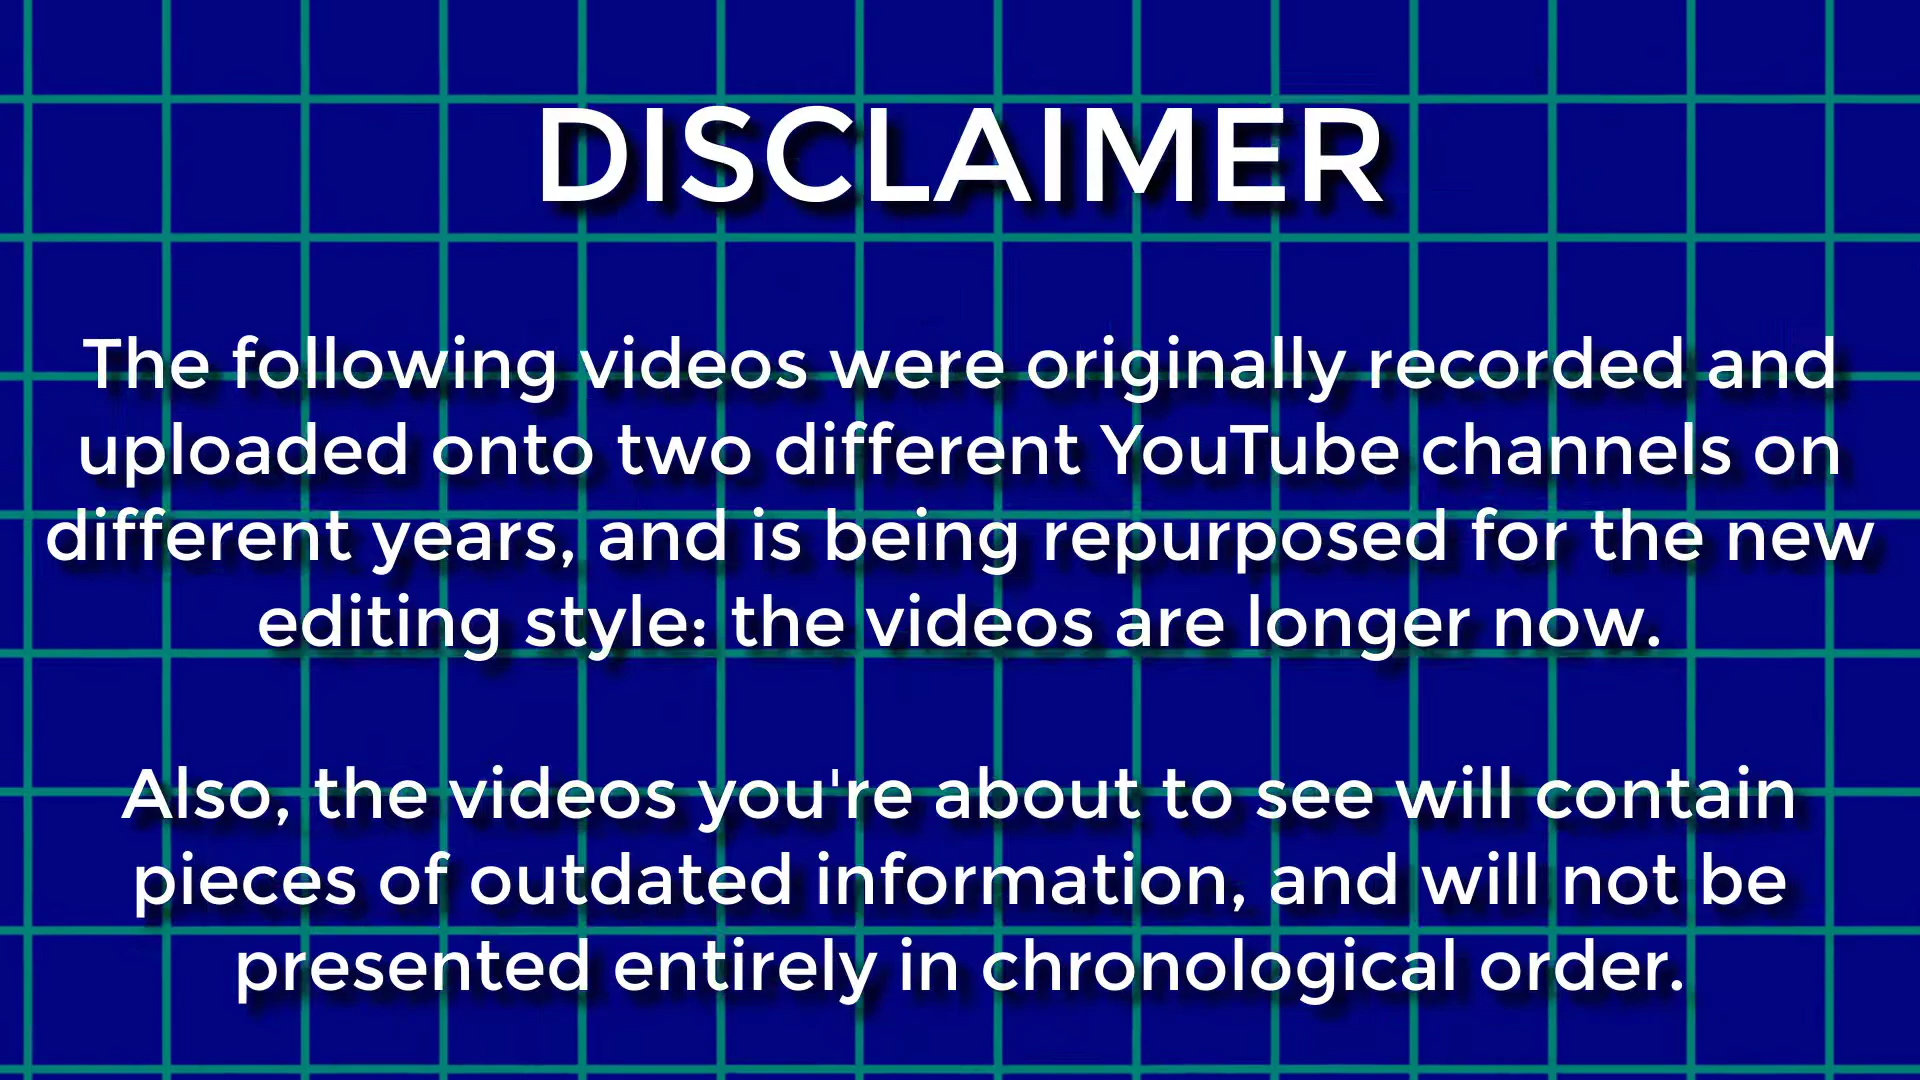 DISCLAIMER
The following videos were originally recorded and
uploaded onto two different YouTube channels on
different years, and is being repurposed for the new
editing style: the videos are longer now.
Also, the videos you're about to see will contain
pieces of outdated information, and will not be
presented entirely in chronological order.